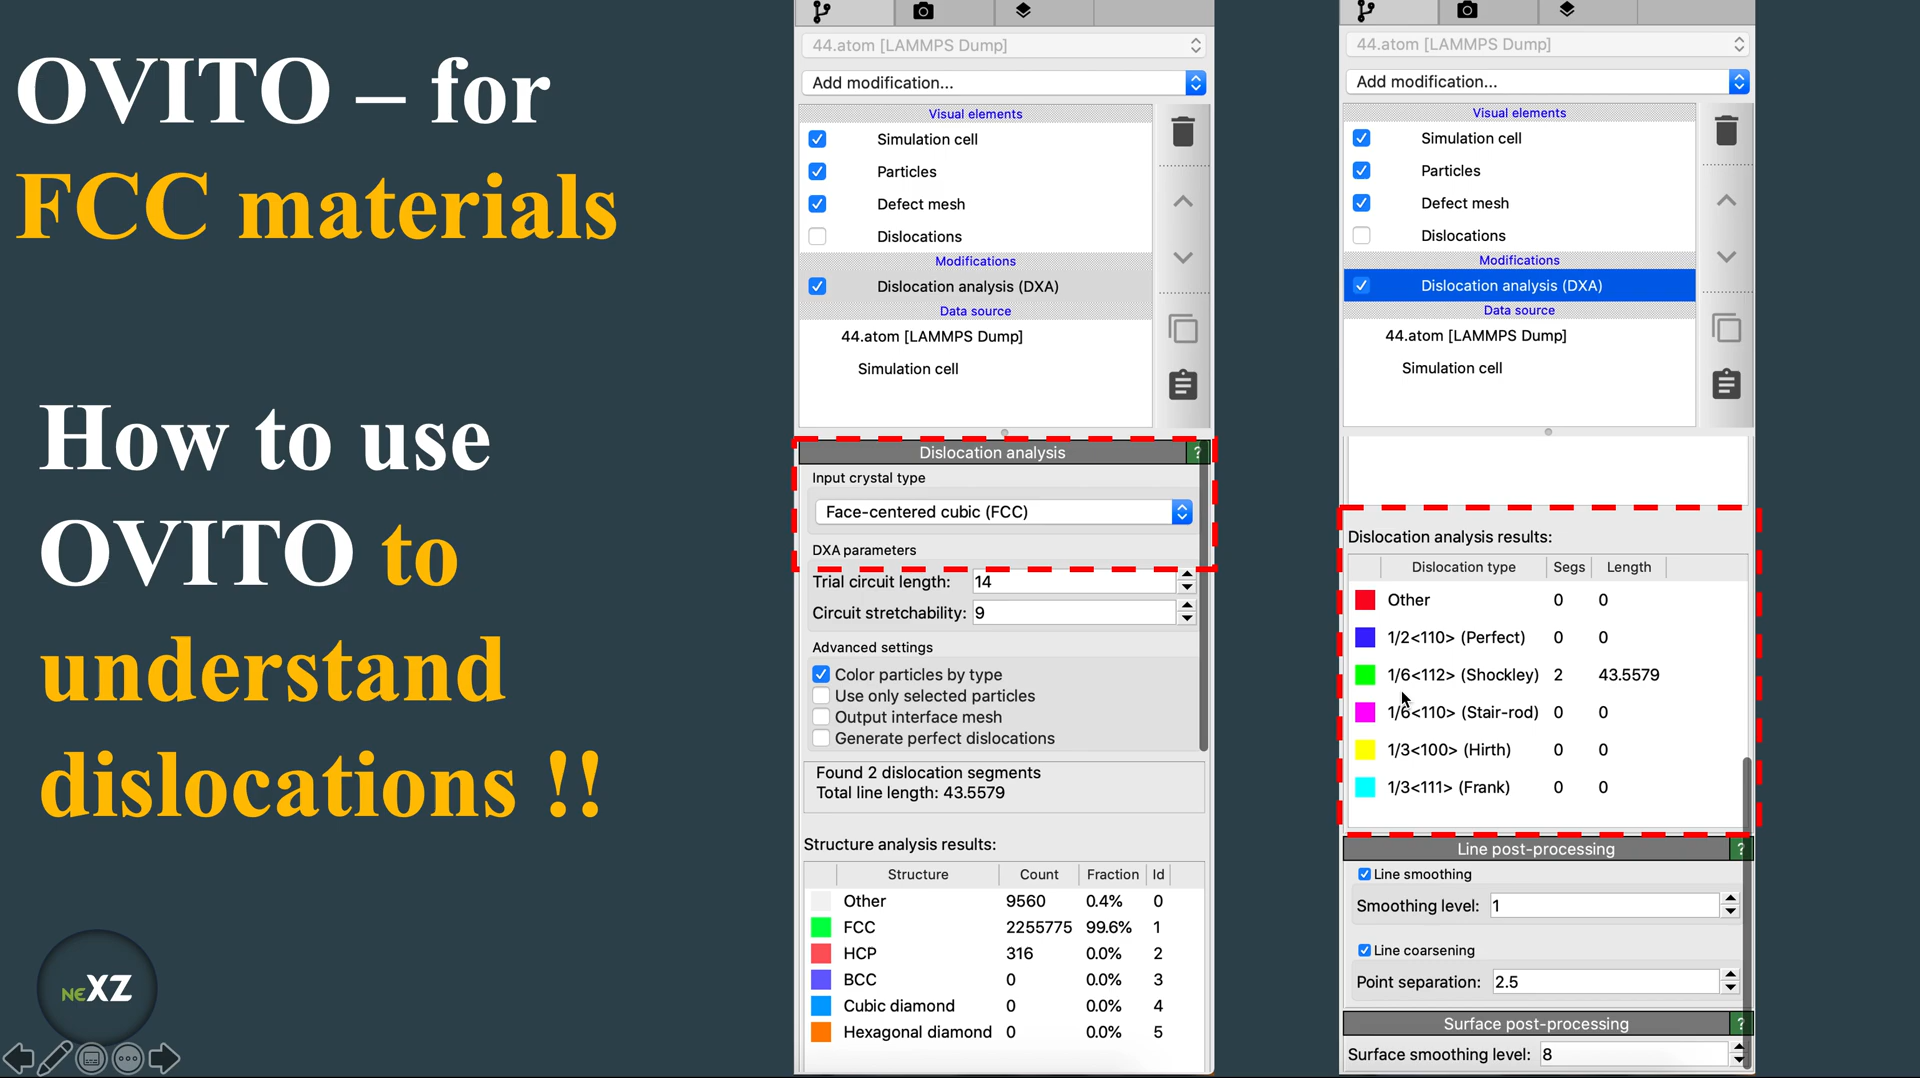 OVITO – for
FCC materials
How to use
OVITO to
understand
dislocations !!
NEXZ
44.atom [LAMMPS Dump]
Add modification...
Visual elements
Simulation cell
Particles
Defect mesh
Dislocations
Modifications
Dislocation analysis (DXA)
Data source
44.atom [LAMMPS Dump]
Simulation cell
Dislocation analysis ?
Input crystal type
Face-centered cubic (FCC)
DXA parameters
Trial circuit length: 14
Circuit stretchability: 9
Advanced settings
Color particles by type
Use only selected particles
Output interface mesh
Generate perfect dislocations
Found 2 dislocation segments
Total line length: 43.5579
Structure analysis results:
Structure Count Fraction Id
Other 9560 0.4% 0
FCC 2255775 99.6% 1
HCP 316 0.0% 2
BCC 0 0.0% 3
Cubic diamond 0 0.0% 4
Hexagonal diamond 0 0.0% 5
44.atom [LAMMPS Dump]
Add modification...
Visual elements
Simulation cell
Particles
Defect mesh
Dislocations
Modifications
Dislocation analysis (DXA)
Data source
44.atom [LAMMPS Dump]
Simulation cell
Dislocation analysis results:
Dislocation type Segs Length
Other 0 0
1/2<110> (Perfect) 0 0
1/6<112> (Shockley) 2 43.5579
1/6<110> (Stair-rod) 0 0
1/3<100> (Hirth) 0 0
1/3<111> (Frank) 0 0
Line post-processing ?
Line smoothing
Smoothing level: 1
Line coarsening
Point separation: 2.5
Surface post-processing ?
Surface smoothing level: 8